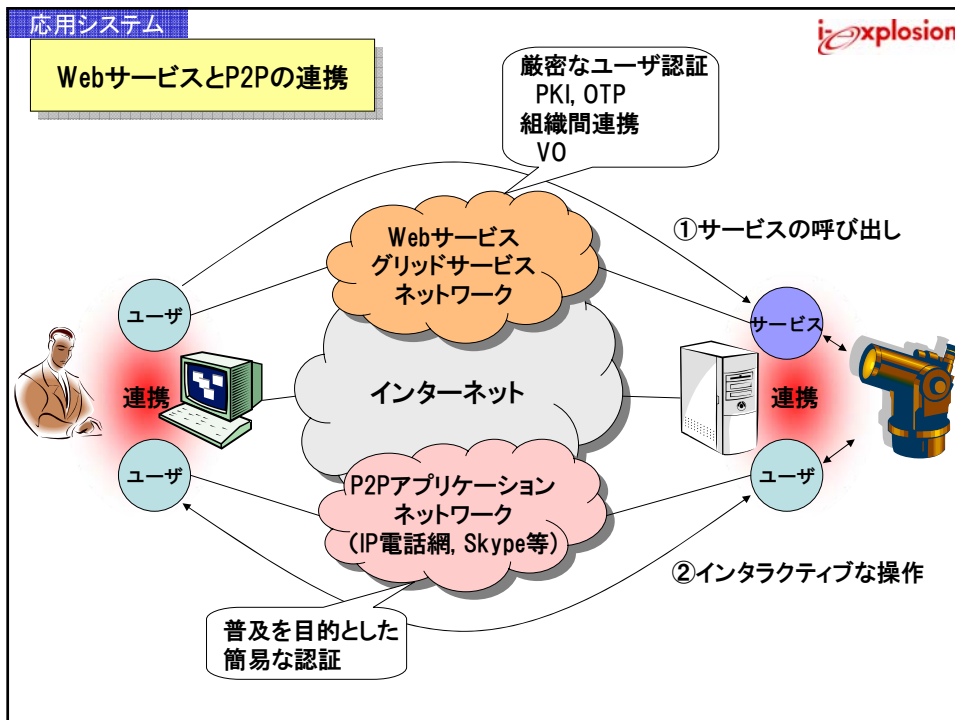 応用システム
i-explosion
WebサービスとP2Pの連携
厳密なユーザ認証
PKI, OTP
組織間連携
VO
①サービスの呼び出し
Webサービス
グリッドサービス
ネットワーク
ユーザ
サービス
連携
インターネット
連携
ユーザ
ユーザ
P2Pアプリケーション
ネットワーク
(IP電話網, Skype等)
②インタラクティブな操作
普及を目的とした
簡易な認証